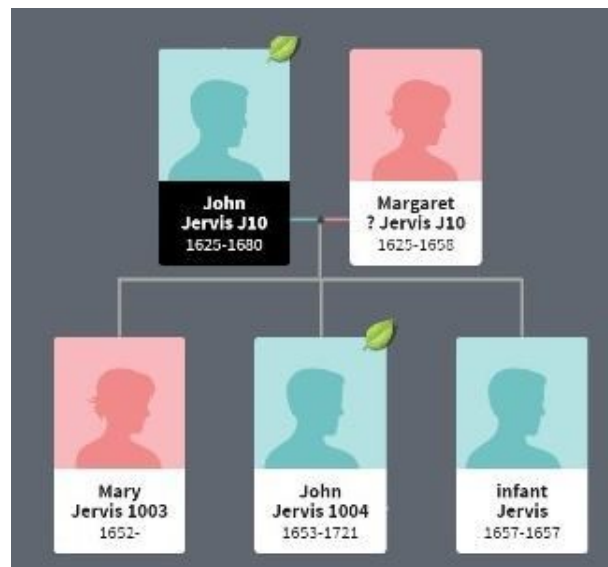 John
Jervis J10
1625-1680
Margaret
? Jervis J10
1625-1658
Mary
Jervis 1003
1652-
John
Jervis 1004
1653-1721
infant
Jervis
1657-1657